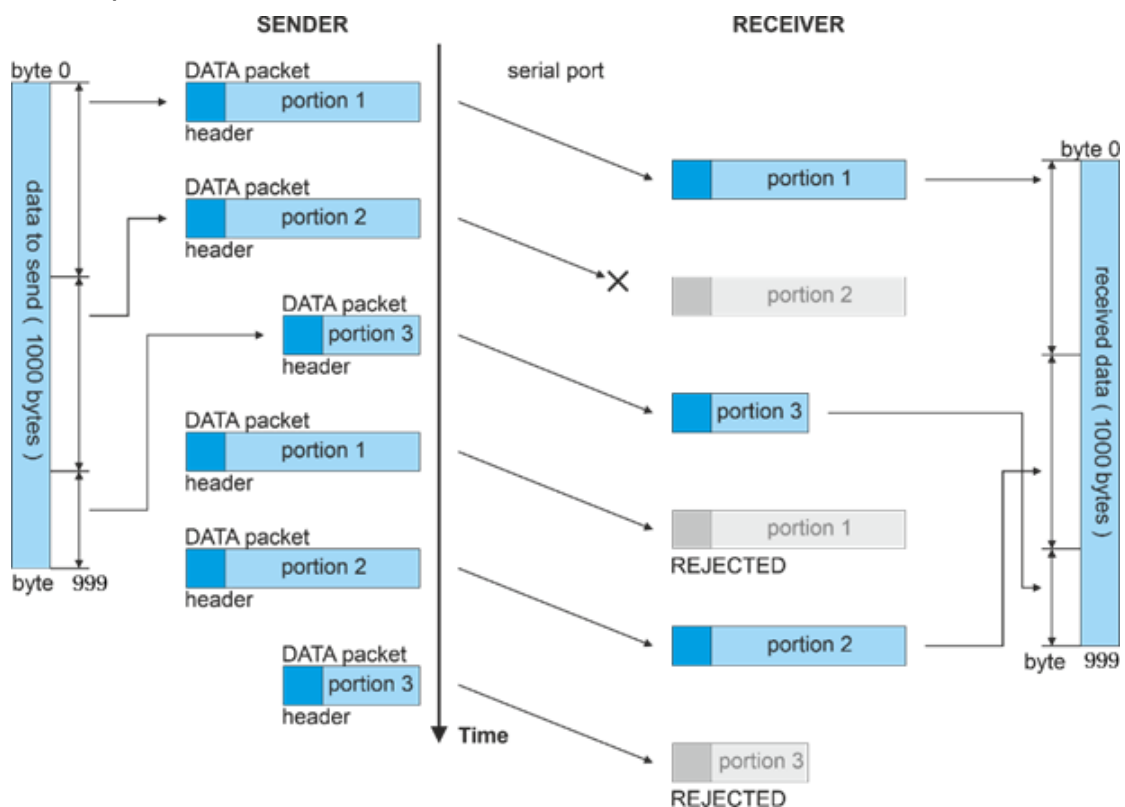 SENDER
RECEIVER
byte 0
DATA packet
serial port
portion 1
header
DATA packet
portion 2
header
DATA packet
portion 3
header
DATA packet
portion 1
header
DATA packet
portion 2
header
DATA packet
portion 3
header
data to send ( 1000 bytes )
byte 999
Time
portion 1
portion 2
portion 3
portion 1
REJECTED
portion 2
portion 3
REJECTED
byte 0
received data ( 1000 bytes )
byte 999